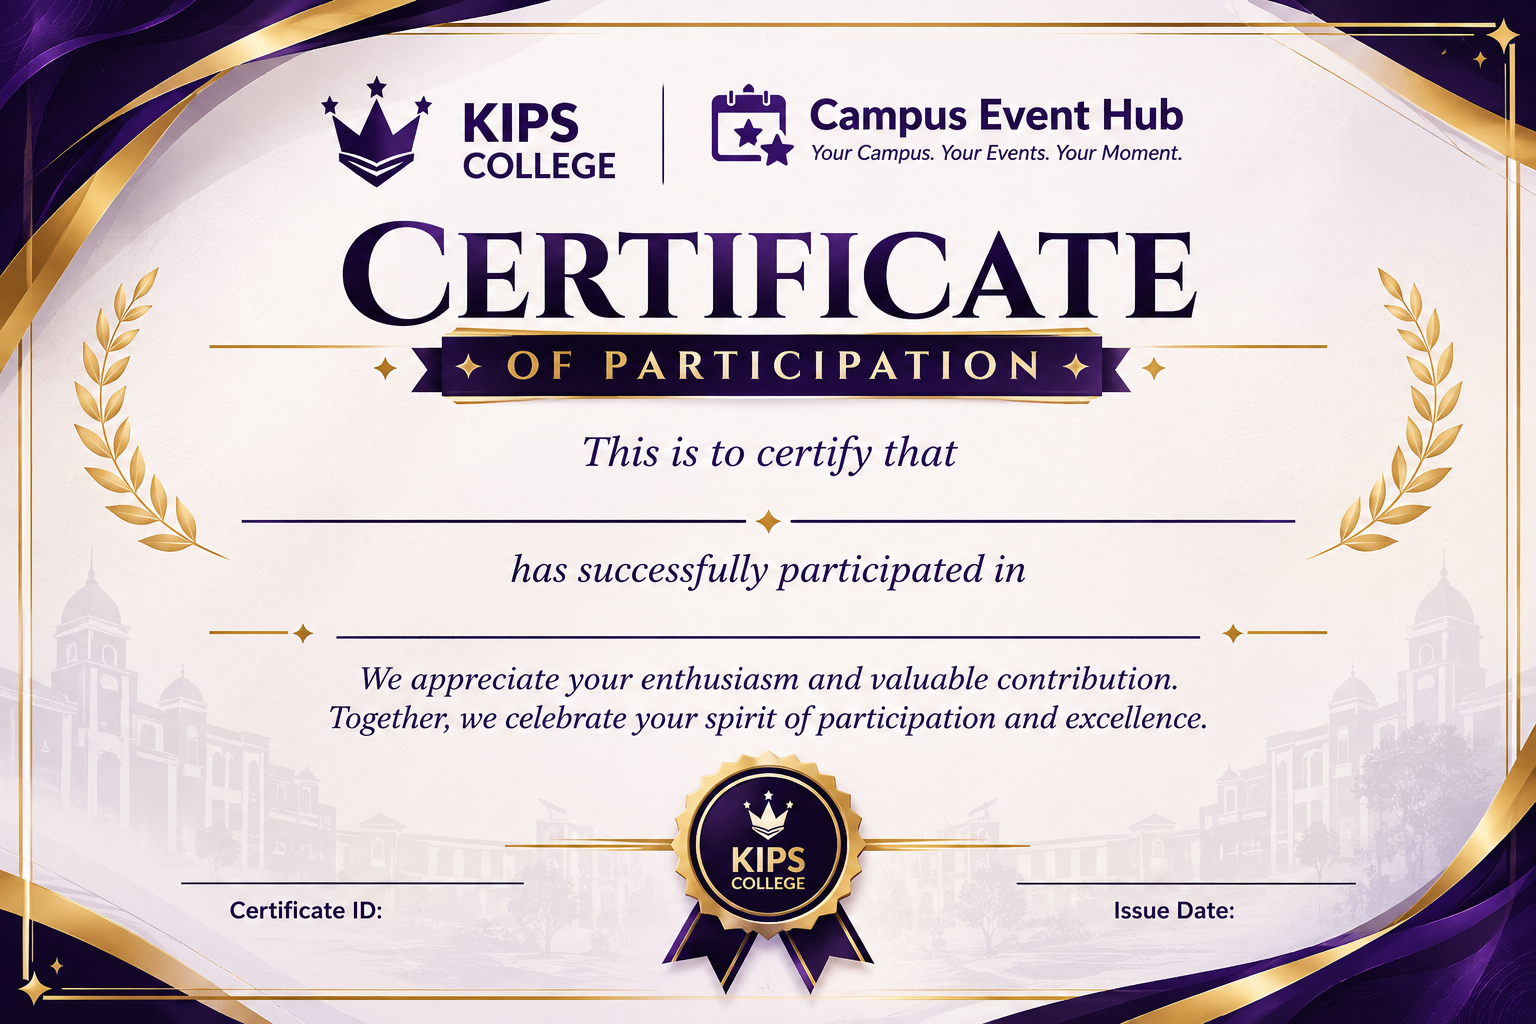 KIPS
COLLEGE
Campus Event Hub
Your Campus. Your Events. Your Moment.
CERTIFICATE
OF PARTICIPATION
This is to certify that
has successfully participated in
We appreciate your enthusiasm and valuable contribution.
Together, we celebrate your spirit of participation and excellence.
KIPS
COLLEGE
Certificate ID:
Issue Date: